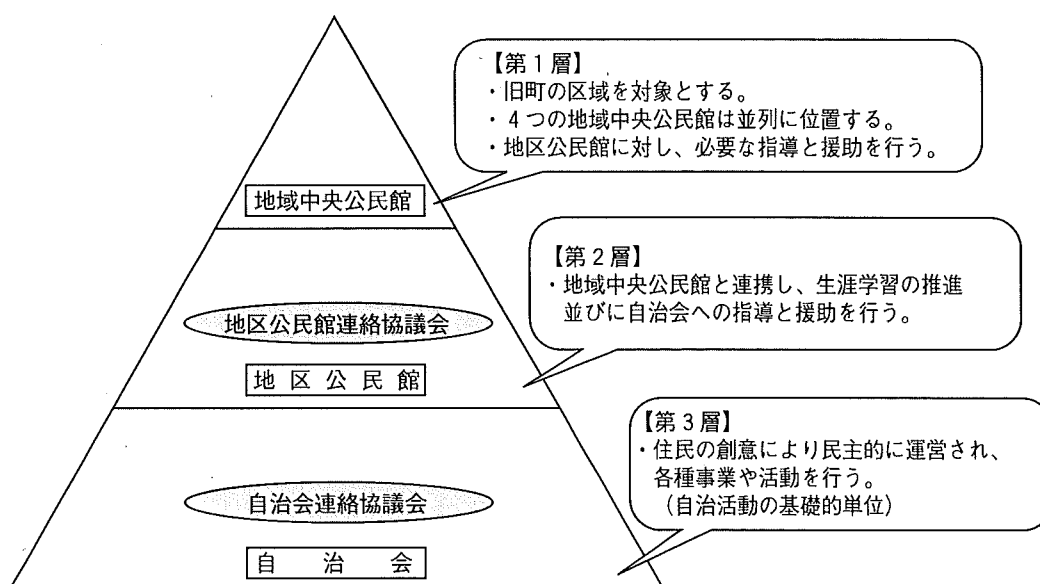 【第1層】
・旧町の区域を対象とする。
・4つの地域中央公民館は並列に位置する。
・地区公民館に対し、必要な指導と援助を行う。
地域中央公民館
【第2層】
・地域中央公民館と連携し、生涯学習の推進
並びに自治会への指導と援助を行う。
地区公民館連絡協議会
地区公民館
【第3層】
・住民の創意により民主的に運営され、
各種事業や活動を行う。
(自治活動の基礎的単位)
自治会連絡協議会
自治会